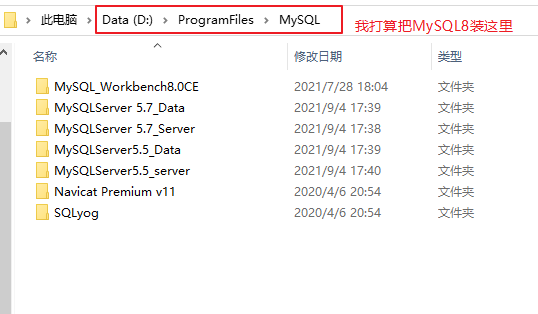 此电脑 > Data (D:) > ProgramFiles > MySQL 我打算把MySQL8装这里
名称 修改日期 类型
MySQL_Workbench8.0CE 2021/7/28 18:04 文件夹
MySQLServer 5.7_Data 2021/9/4 17:39 文件夹
MySQLServer 5.7_Server 2021/9/4 17:38 文件夹
MySQLServer5.5_Data 2021/9/4 17:39 文件夹
MySQLServer5.5_server 2021/9/4 17:40 文件夹
Navicat Premium v11 2020/4/6 20:54 文件夹
SQLyog 2020/4/6 20:54 文件夹